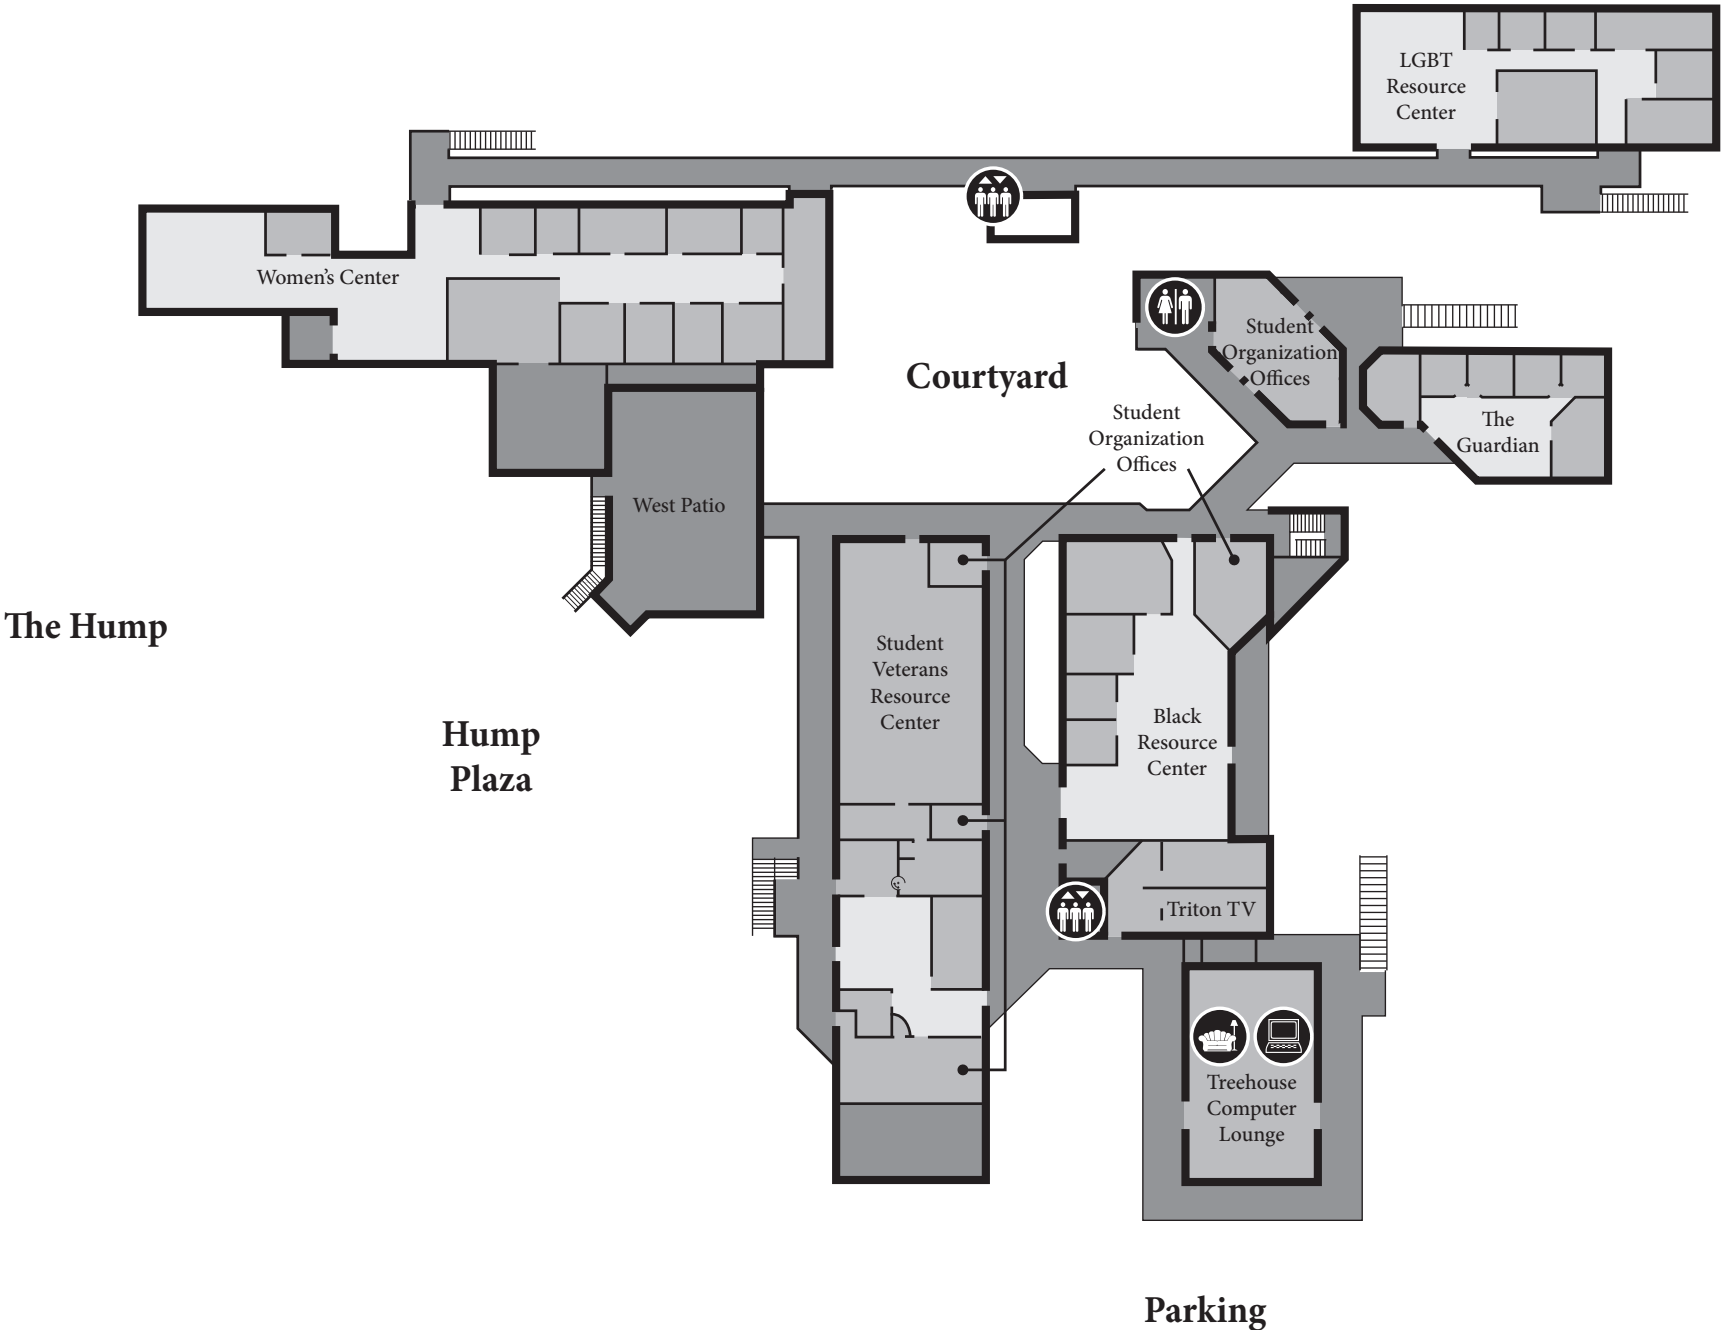 LGBT
Resource
Center
Women's Center
Student
Organization
Offices
Courtyard
Student
Organization
Offices
The
Guardian
West Patio
The Hump
Student
Veterans
Resource
Center
Hump
Plaza
Black
Resource
Center
Triton TV
Treehouse
Computer
Lounge
Parking